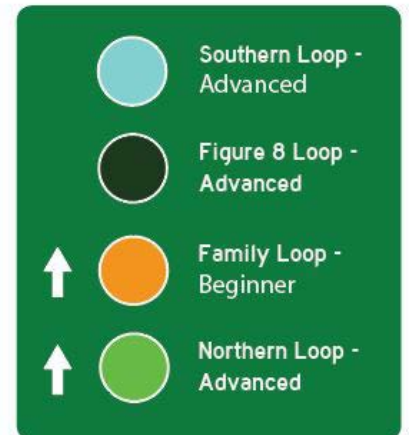 Southern Loop -
Advanced
Figure 8 Loop -
Advanced
Family Loop -
Beginner
Northern Loop -
Advanced